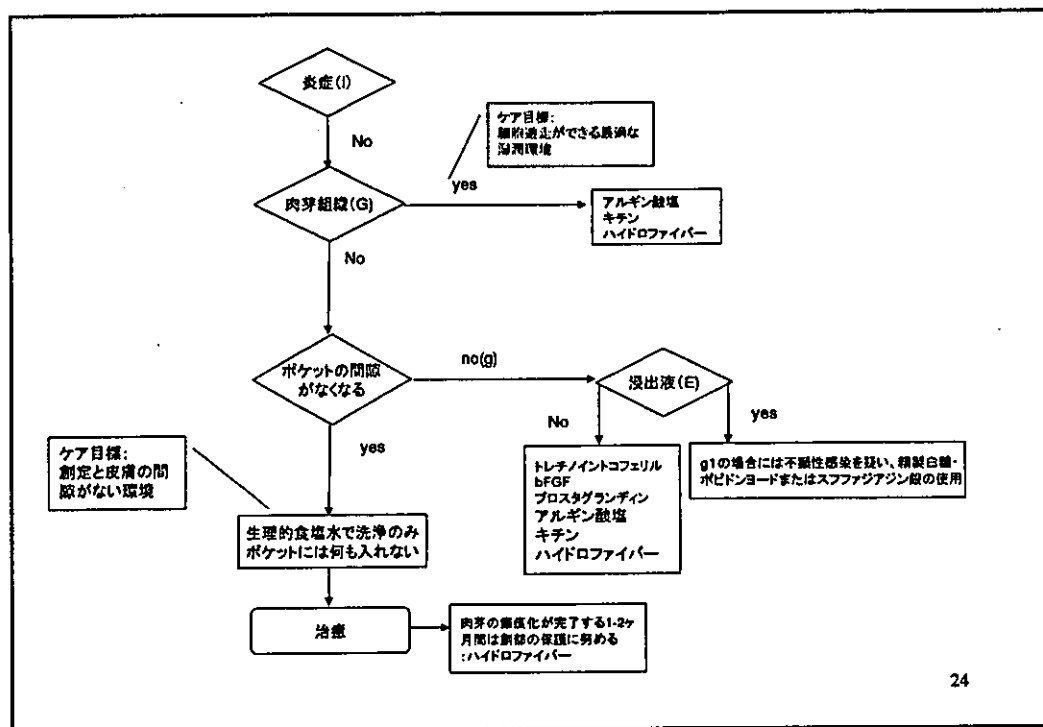 炎症(I)
No
ケア目標:
細胞遊走ができる最適な
湿潤環境
yes
肉芽組織(G)
アルギン酸塩
キチン
ハイドロファイバー
No
ポケットの間隙
がなくなる
no(g)
浸出液(E)
No
yes
ケア目標:
創定と皮膚の間
隙がない環境
yes
トレチノイントコフェリル
bFGF
プロスタグランディン
アルギン酸塩
キチン
ハイドロファイバー
g1の場合には不顕性感染を疑い、精製白糖・
ポビドンヨードまたはスフファジアジン銀の使用
生理的食塩水で洗浄のみ
ポケットには何も入れない
治癒
肉芽の瘢痕化が完了する1-2ヶ
月間は創部の保護に努める
:ハイドロファイバー
24